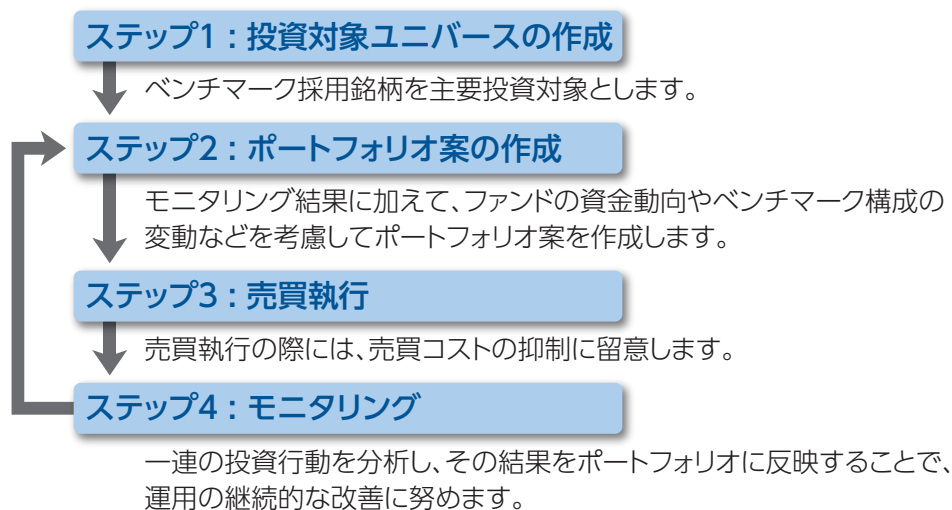 ステップ1：投資対象ユニバースの作成
ベンチマーク採用銘柄を主要投資対象とします。
ステップ2：ポートフォリオ案の作成
モニタリング結果に加えて、ファンドの資金動向やベンチマーク構成の
変動などを考慮してポートフォリオ案を作成します。
ステップ3：売買執行
売買執行の際には、売買コストの抑制に留意します。
ステップ4：モニタリング
一連の投資行動を分析し、その結果をポートフォリオに反映することで、
運用の継続的な改善に努めます。